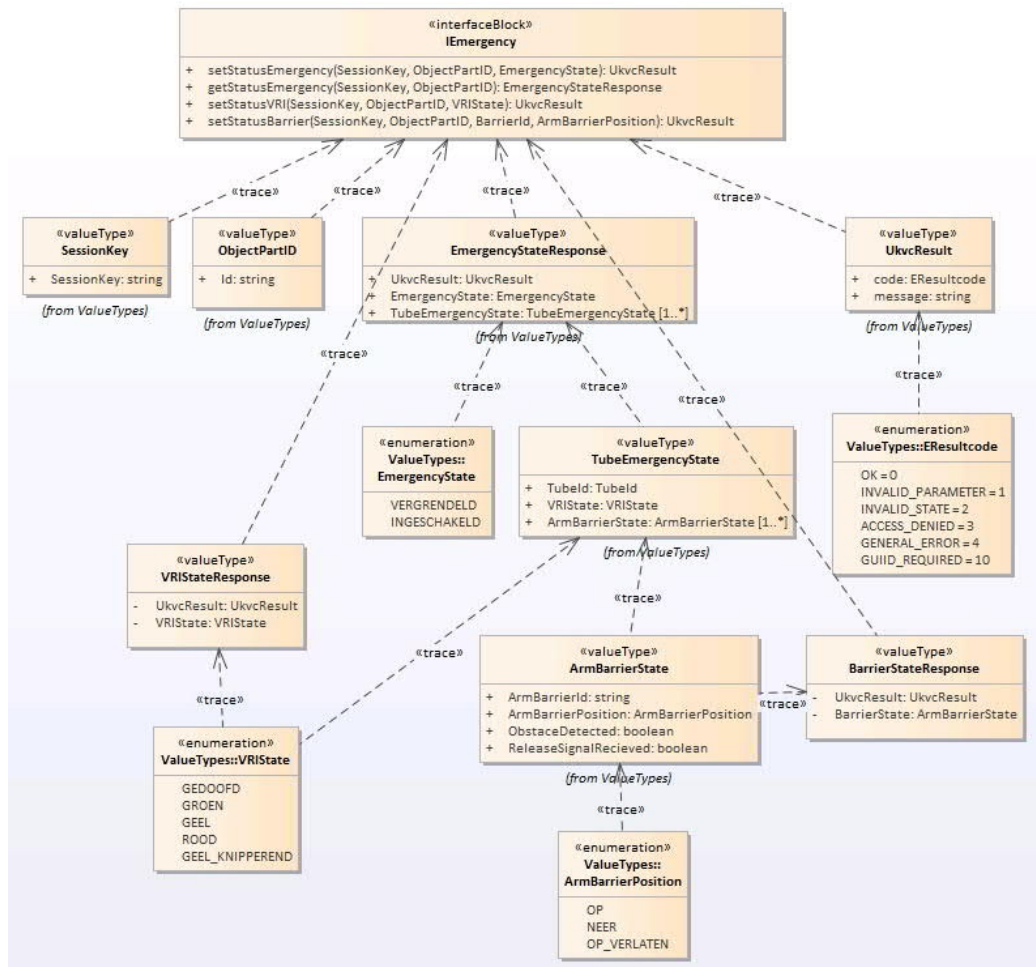 «interfaceBlock»
IEmergency
+ setStatusEmergency(SessionKey, ObjectPartID, EmergencyState): UkvcResult
+ getStatusEmergency(SessionKey, ObjectPartID): EmergencyStateResponse
+ setStatusVRI(SessionKey, ObjectPartID, VRIState): UkvcResult
+ setStatusBarrier(SessionKey, ObjectPartID, BarrierId, ArmBarrierPosition): UkvcResult
«trace»
«trace»
«trace»
«trace»
«valueType»
SessionKey
+ SessionKey: string
(from ValueTypes)
«valueType»
ObjectPartID
+ Id: string
(from ValueTypes)
«valueType»
EmergencyStateResponse
+ UkvcResult: UkvcResult
+ EmergencyState: EmergencyState
+ TubeEmergencyState: TubeEmergencyState [1..*]
(from ValueTypes)
«valueType»
UkvcResult
+ code: EResultcode
+ message: string
(from ValueTypes)
«trace»
«trace»
«trace»
«trace»
«trace»
«enumeration»
ValueTypes::
EmergencyState
VERGRENDELD
INGESCHAKELD
«valueType»
TubeEmergencyState
+ TubeId: TubeId
+ VRIState: VRIState
+ ArmBarrierState: ArmBarrierState [1..*]
(from ValueTypes)
«enumeration»
ValueTypes::EResultcode
OK = 0
INVALID_PARAMETER = 1
INVALID_STATE = 2
ACCESS_DENIED = 3
GENERAL_ERROR = 4
GUIID_REQUIRED = 10
«valueType»
VRIStateResponse
- UkvcResult: UkvcResult
- VRIState: VRIState
«trace»
«trace»
«trace»
«valueType»
ArmBarrierState
+ ArmBarrierId: string
+ ArmBarrierPosition: ArmBarrierPosition
+ ObstaceDetected: boolean
+ ReleaseSignalRecieved: boolean
(from ValueTypes)
«trace»
«valueType»
BarrierStateResponse
- UkvcResult: UkvcResult
- BarrierState: ArmBarrierState
«enumeration»
ValueTypes::VRIState
GEDOOFD
GROEN
GEEL
ROOD
GEEL_KNIPPEREND
«trace»
«enumeration»
ValueTypes::
ArmBarrierPosition
OP
NEER
OP_VERLATEN